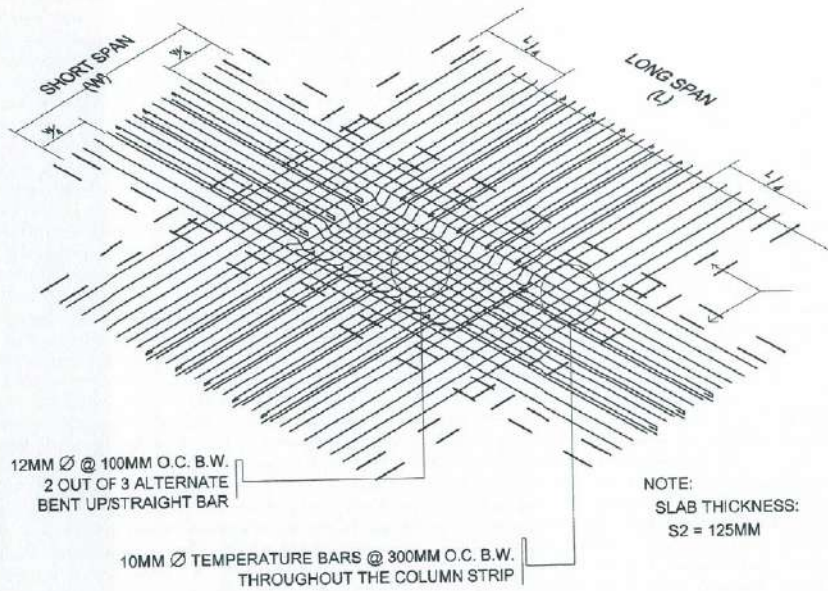 SHORT SPAN
(W)
W/4
W/4
L/4
LONG SPAN
(L)
L/4
12MM Ø @ 100MM O.C. B.W.
2 OUT OF 3 ALTERNATE
BENT UP/STRAIGHT BAR
10MM Ø TEMPERATURE BARS @ 300MM O.C. B.W.
THROUGHOUT THE COLUMN STRIP
NOTE:
SLAB THICKNESS:
S2 = 125MM